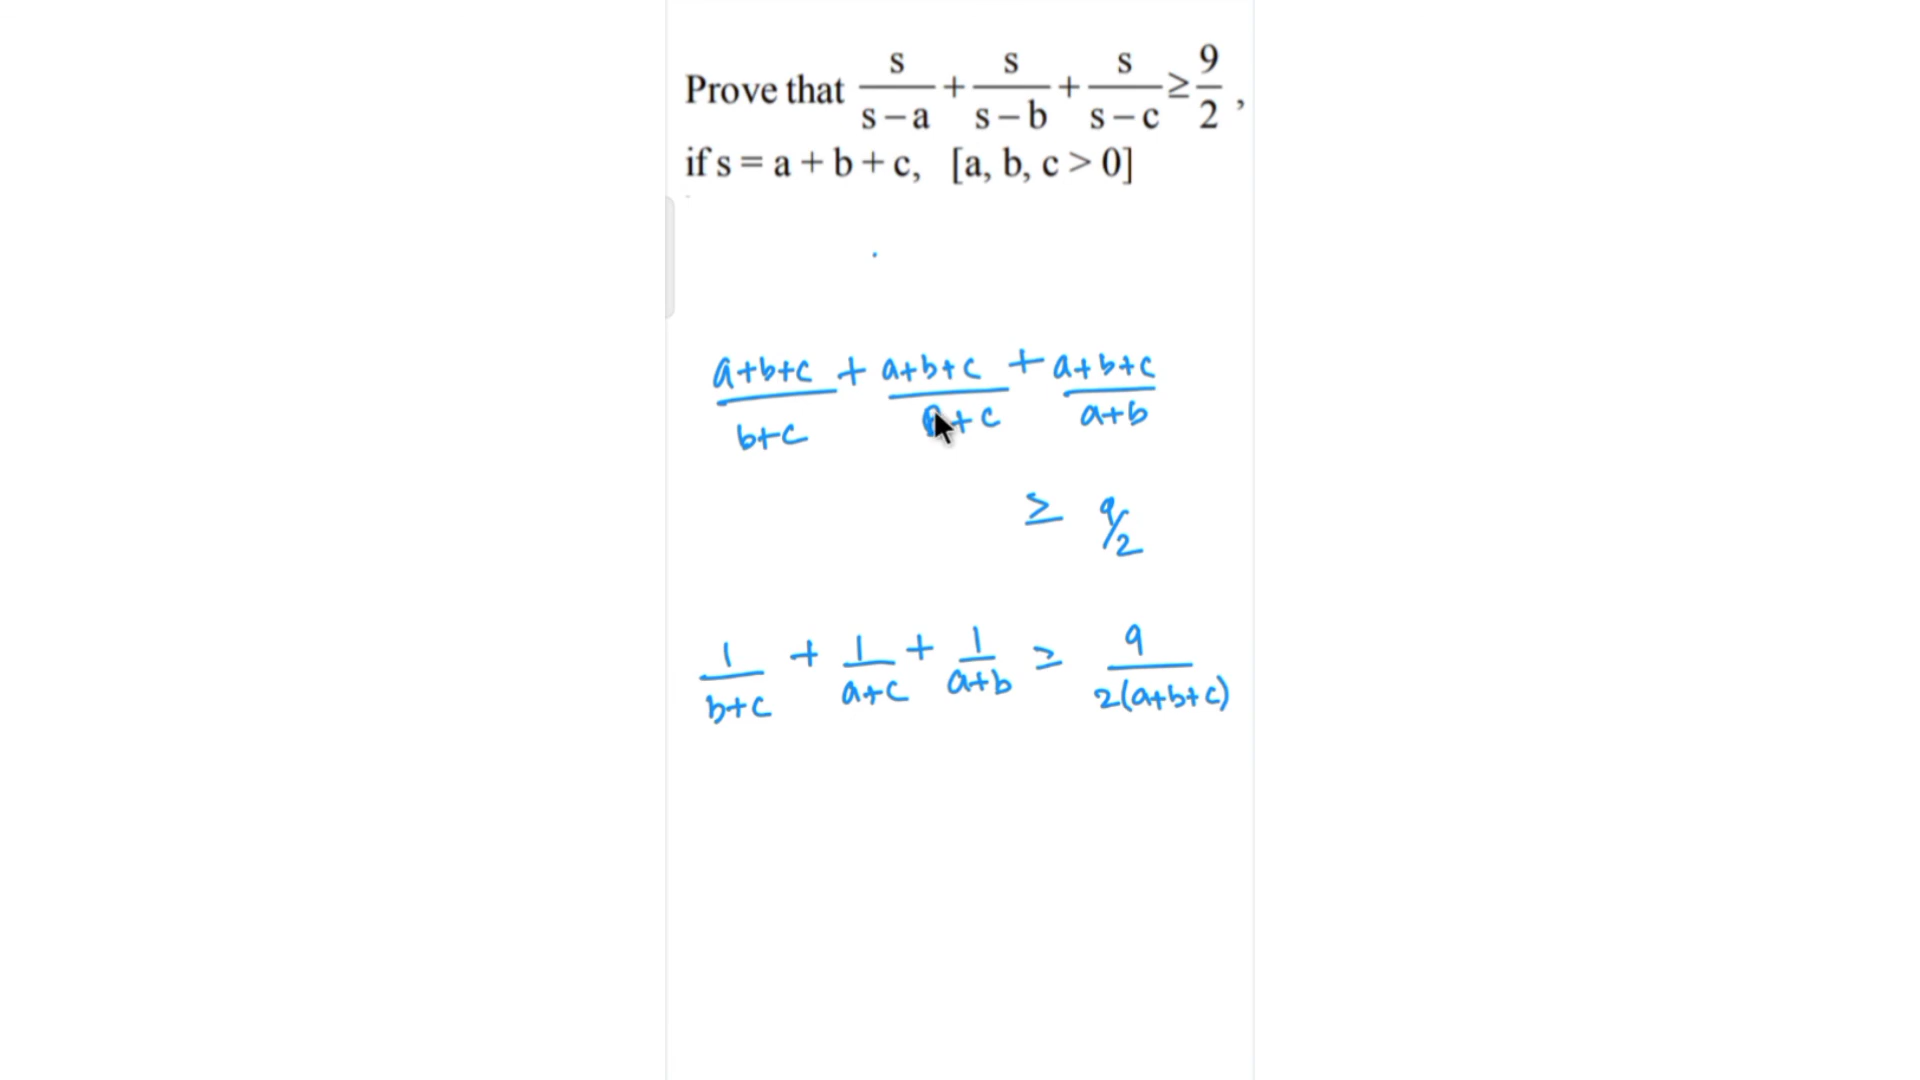 Prove that s/(s−a) + s/(s−b) + s/(s−c) ≥ 9/2 ,
if s = a + b + c, [a, b, c > 0]
(a+b+c)/(b+c) + (a+b+c)/(+c) + (a+b+c)/(a+b)
≥ 9/2
1/(b+c) + 1/(a+c) + 1/(a+b) ≥ 9/(2(a+b+c))